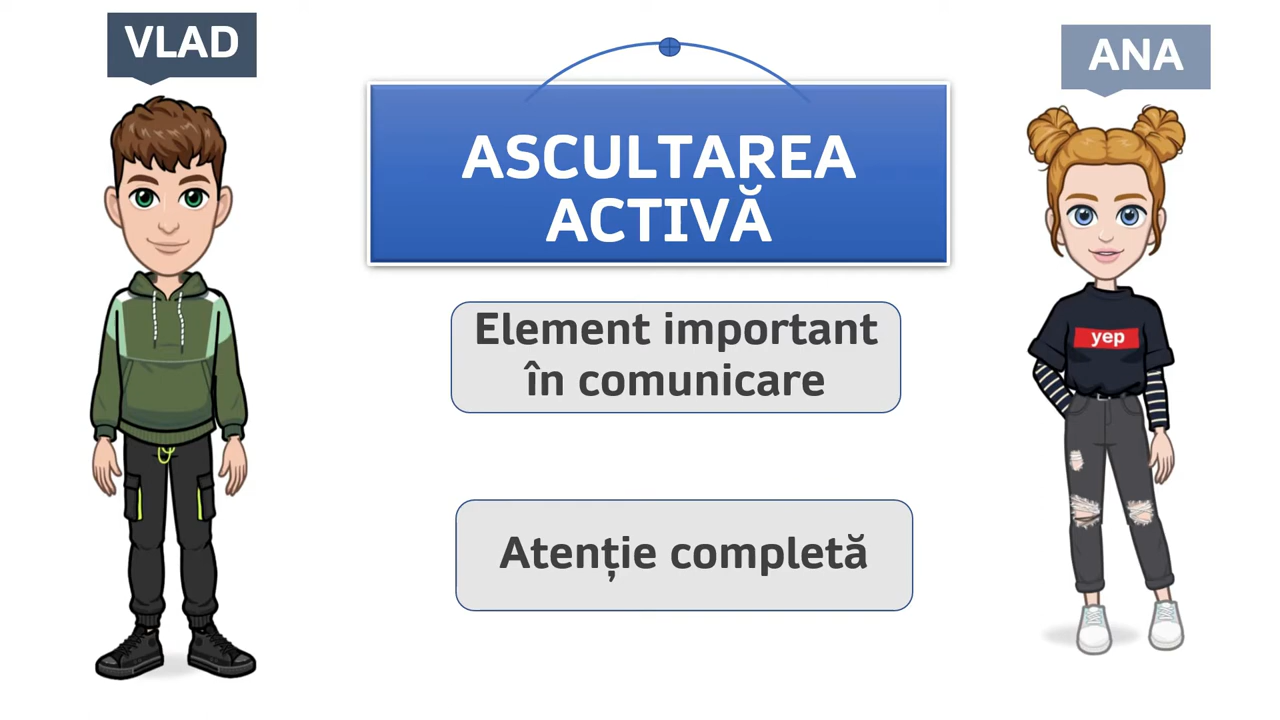 VLAD
ANA
ASCULTAREA
ACTIVĂ
Element important
în comunicare
yep
Atenție completă